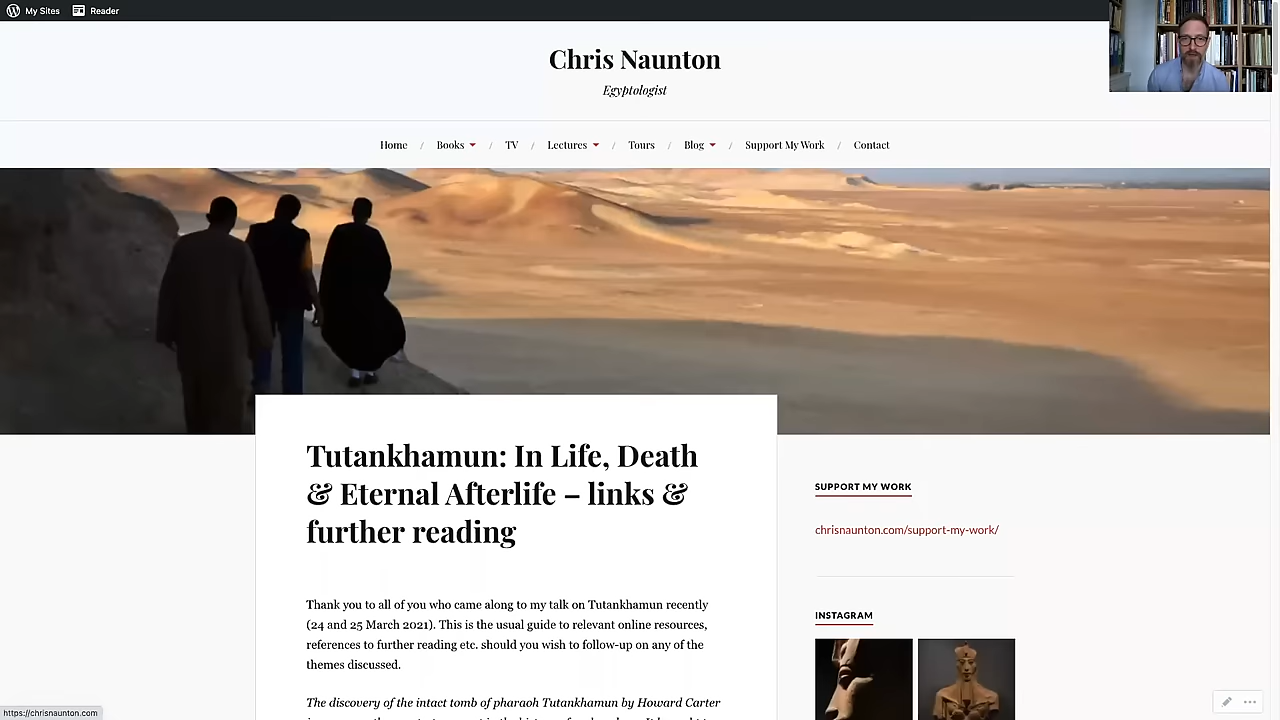 My Sites Reader
Chris Naunton
Egyptologist
Home / Books / TV / Lectures / Tours / Blog / Support My Work / Contact
Tutankhamun: In Life, Death
& Eternal Afterlife – links &
further reading
Thank you to all of you who came along to my talk on Tutankhamun recently
(24 and 25 March 2021). This is the usual guide to relevant online resources,
references to further reading etc. should you wish to follow-up on any of the
themes discussed.
The discovery of the intact tomb of pharaoh Tutankhamun by Howard Carter
SUPPORT MY WORK
chrisnaunton.com/support-my-work/
INSTAGRAM
https://chrisnaunton.com